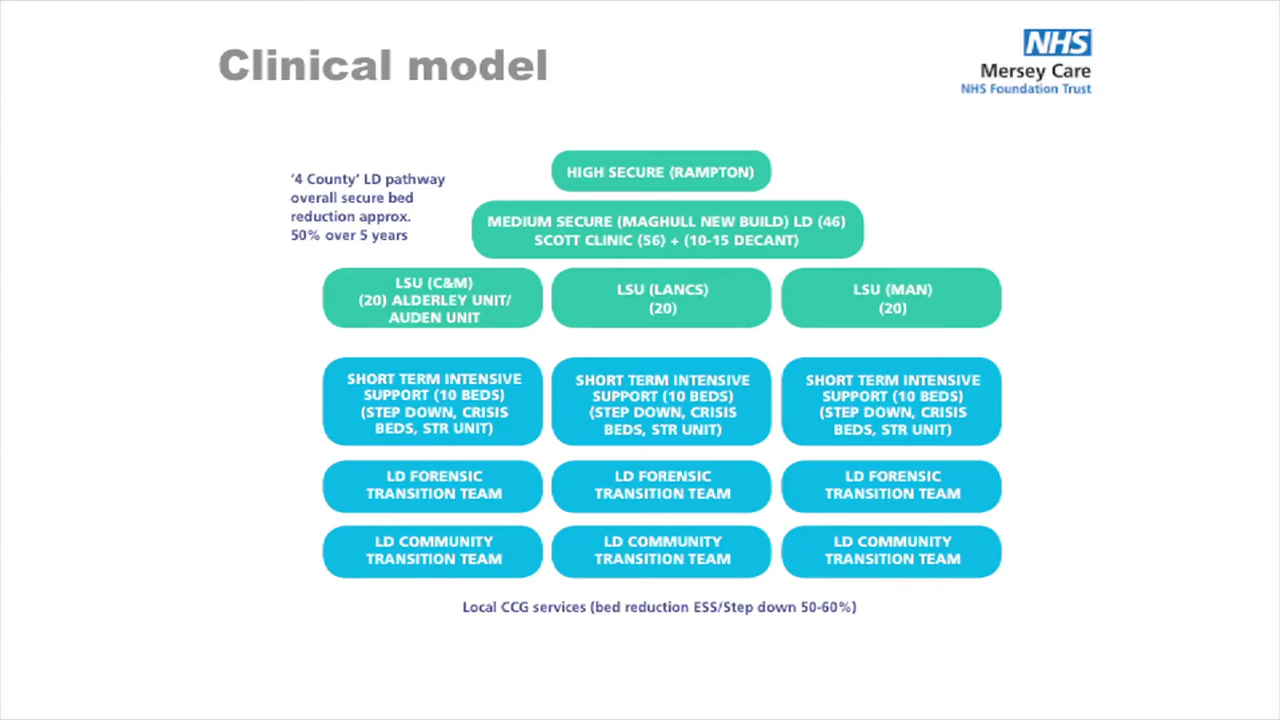 Clinical model
NHS
Mersey Care
NHS Foundation Trust
'4 County' LD pathway
overall secure bed
reduction approx.
50% over 5 years
HIGH SECURE (RAMPTON)
MEDIUM SECURE (MAGHULL NEW BUILD) LD (46)
SCOTT CLINIC (56) + (10-15 DECANT)
LSU (C&M)
(20) ALDERLEY UNIT/
AUDEN UNIT
LSU (LANCS)
(20)
LSU (MAN)
(20)
SHORT TERM INTENSIVE
SUPPORT (10 BEDS)
(STEP DOWN, CRISIS
BEDS, STR UNIT)
SHORT TERM INTENSIVE
SUPPORT (10 BEDS)
(STEP DOWN, CRISIS
BEDS, STR UNIT)
SHORT TERM INTENSIVE
SUPPORT (10 BEDS)
(STEP DOWN, CRISIS
BEDS, STR UNIT)
LD FORENSIC
TRANSITION TEAM
LD FORENSIC
TRANSITION TEAM
LD FORENSIC
TRANSITION TEAM
LD COMMUNITY
TRANSITION TEAM
LD COMMUNITY
TRANSITION TEAM
LD COMMUNITY
TRANSITION TEAM
Local CCG services (bed reduction ESS/Step down 50-60%)